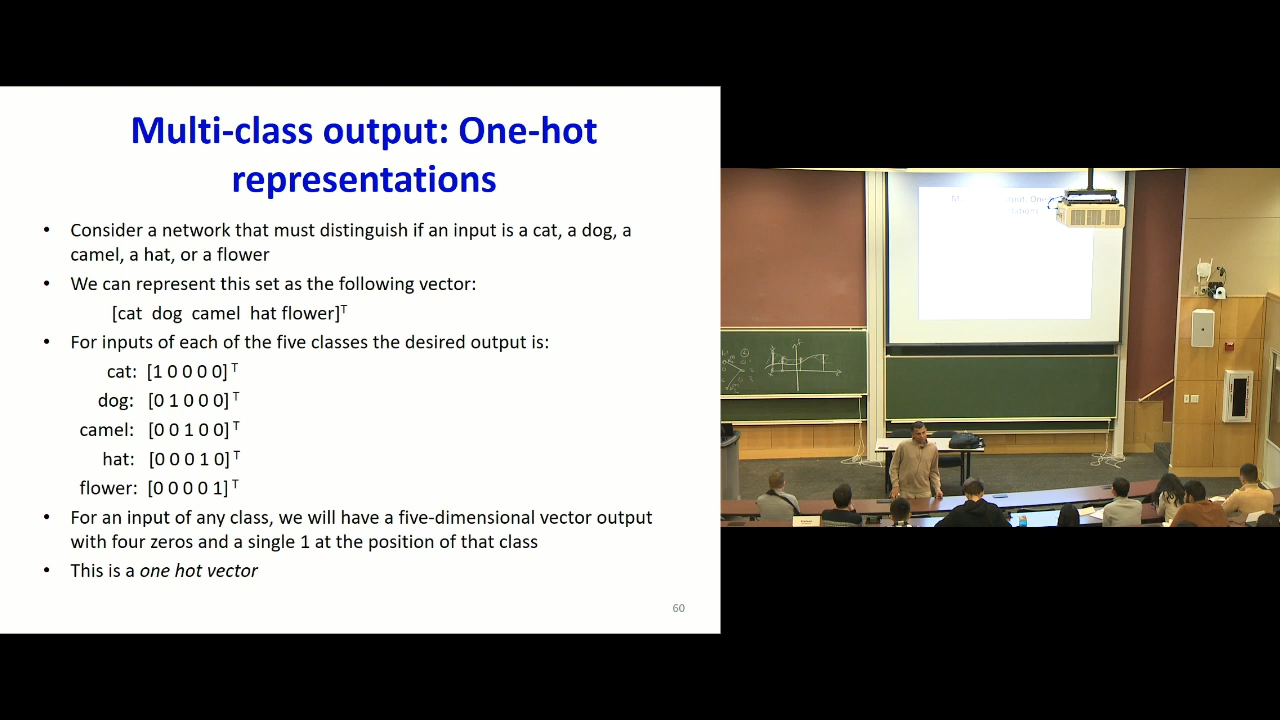 Multi-class output: One-hot
representations
• Consider a network that must distinguish if an input is a cat, a dog, a
camel, a hat, or a flower
• We can represent this set as the following vector:
[cat dog camel hat flower]ᵀ
• For inputs of each of the five classes the desired output is:
cat: [1 0 0 0 0] ᵀ
dog: [0 1 0 0 0] ᵀ
camel: [0 0 1 0 0] ᵀ
hat: [0 0 0 1 0] ᵀ
flower: [0 0 0 0 1] ᵀ
• For an input of any class, we will have a five-dimensional vector output
with four zeros and a single 1 at the position of that class
• This is a one hot vector
60